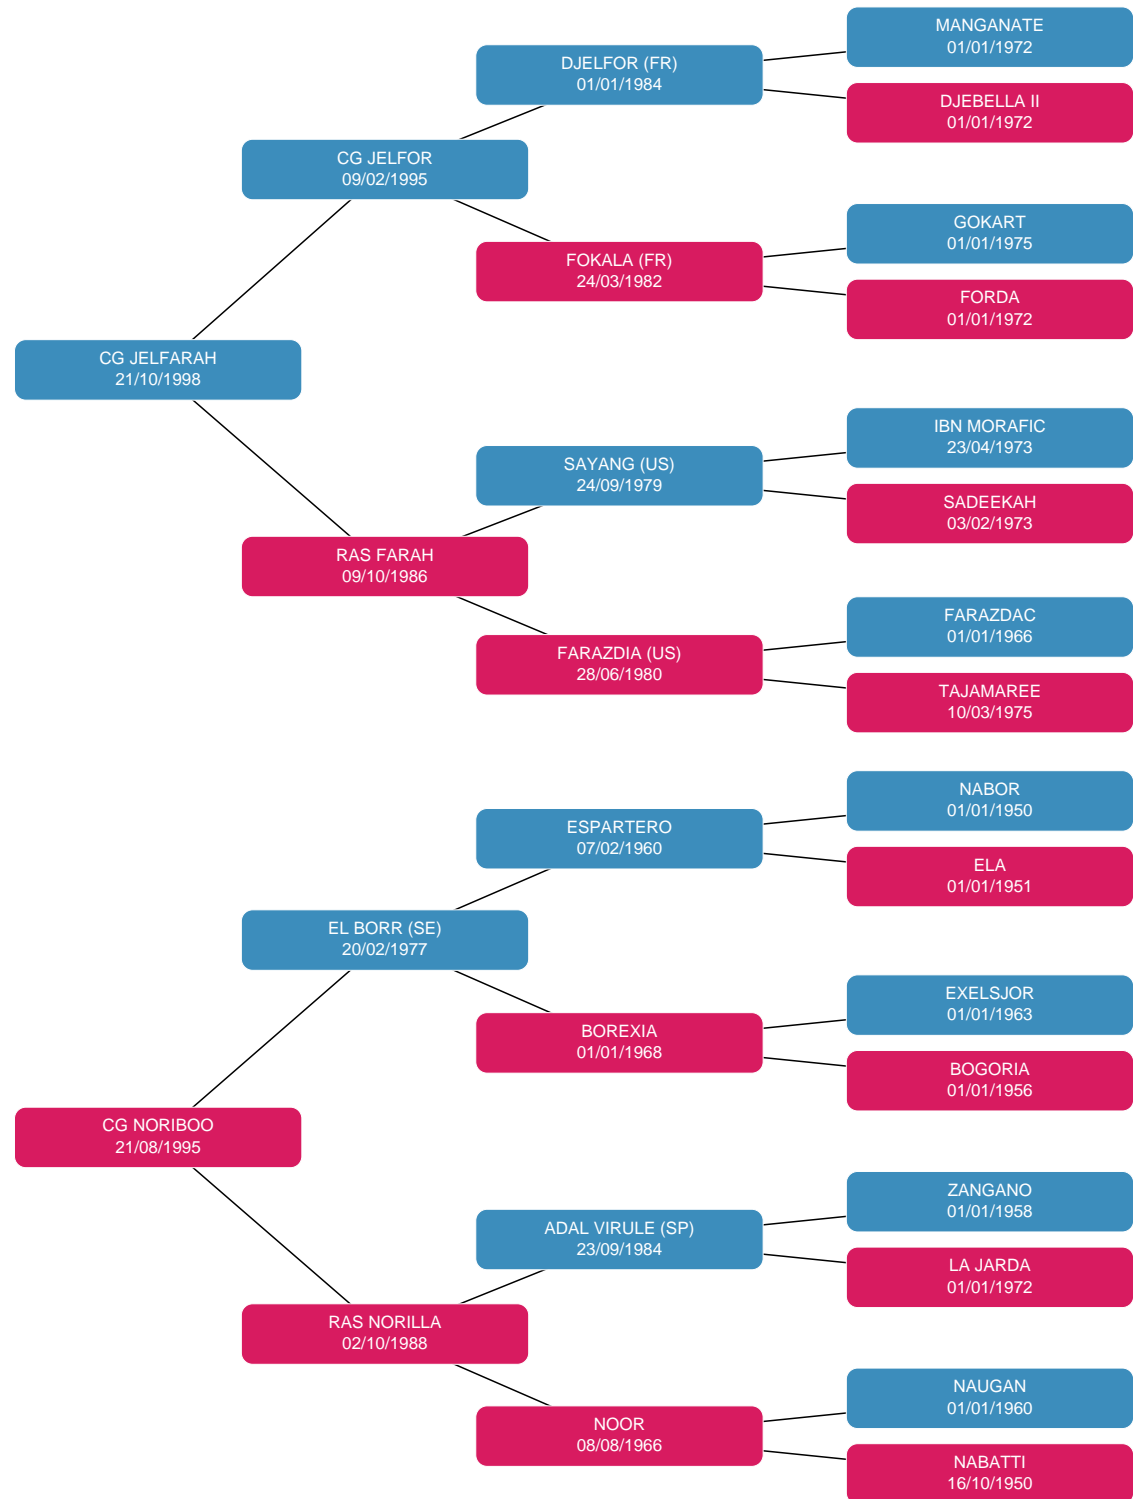 MANGANATE
01/01/1972
DJELFOR (FR)
01/01/1984
DJEBELLA II
01/01/1972
CG JELFOR
09/02/1995
GOKART
01/01/1975
FOKALA (FR)
24/03/1982
FORDA
01/01/1972
CG JELFARAH
21/10/1998
IBN MORAFIC
23/04/1973
SAYANG (US)
24/09/1979
SADEEKAH
03/02/1973
RAS FARAH
09/10/1986
FARAZDAC
01/01/1966
FARAZDIA (US)
28/06/1980
TAJAMAREE
10/03/1975
NABOR
01/01/1950
ESPARTERO
07/02/1960
ELA
01/01/1951
EL BORR (SE)
20/02/1977
EXELSJOR
01/01/1963
BOREXIA
01/01/1968
BOGORIA
01/01/1956
CG NORIBOO
21/08/1995
ZANGANO
01/01/1958
ADAL VIRULE (SP)
23/09/1984
LA JARDA
01/01/1972
RAS NORILLA
02/10/1988
NAUGAN
01/01/1960
NOOR
08/08/1966
NABATTI
16/10/1950